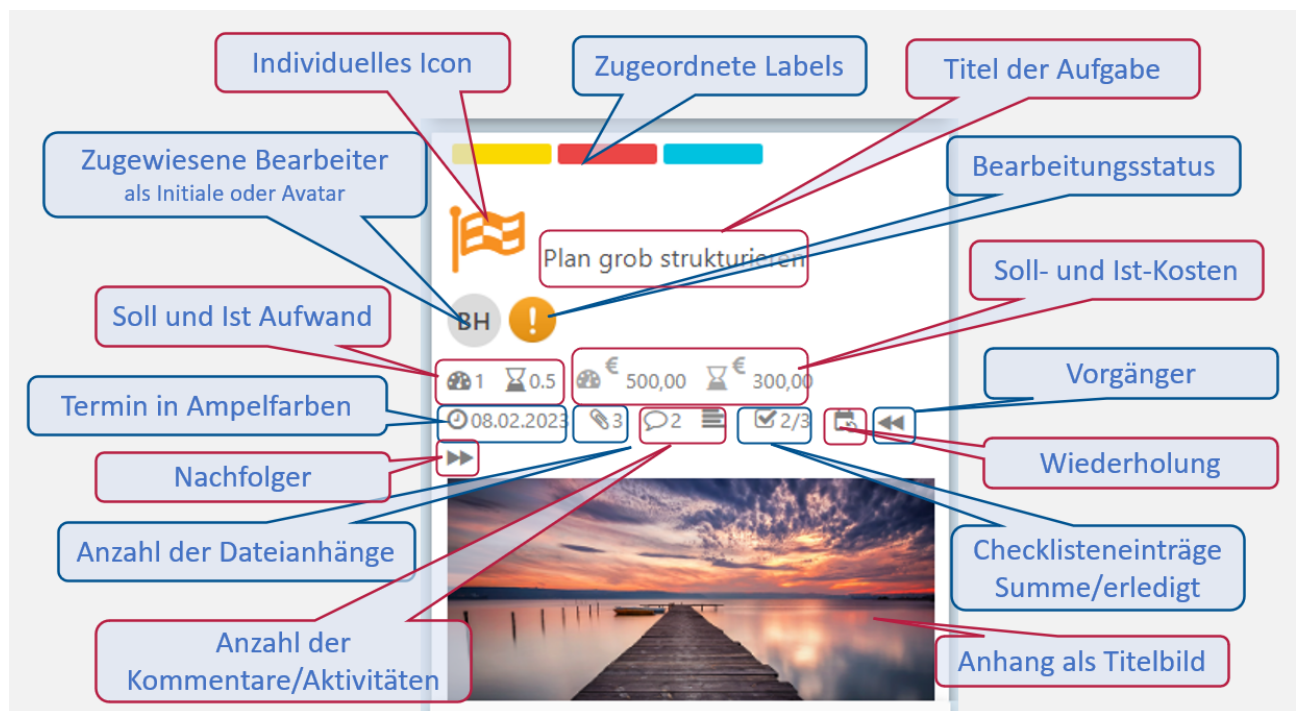 Individuelles Icon
Zugeordnete Labels
Titel der Aufgabe
Zugewiesene Bearbeiter
als Initiale oder Avatar
Bearbeitungsstatus
Plan grob strukturieren
Soll- und Ist-Kosten
Soll und Ist Aufwand
BH
!
1 0.5 € 500,00 € 300,00
Vorgänger
Termin in Ampelfarben
08.02.2023 3 2 2/3
Wiederholung
Nachfolger
Anzahl der Dateianhänge
Checklisteneinträge
Summe/erledigt
Anzahl der
Kommentare/Aktivitäten
Anhang als Titelbild